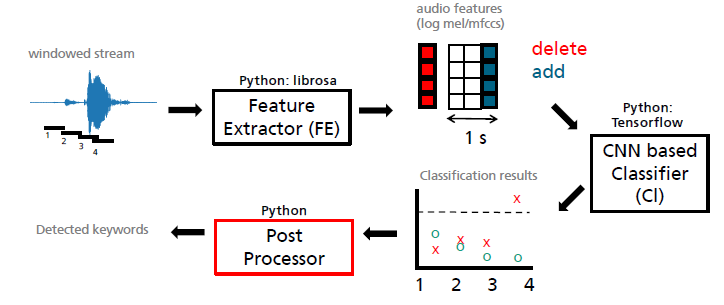 audio features
(log mel/mfccs)
windowed stream
delete
add
Python: librosa
Feature
Extractor (FE)
1
2
3
4
1 s
Python:
Tensorflow
CNN based
Classifier
(Cl)
Classification results
x
o
x
x
o
x
o
o
1 2 3 4
Python
Post
Processor
Detected keywords